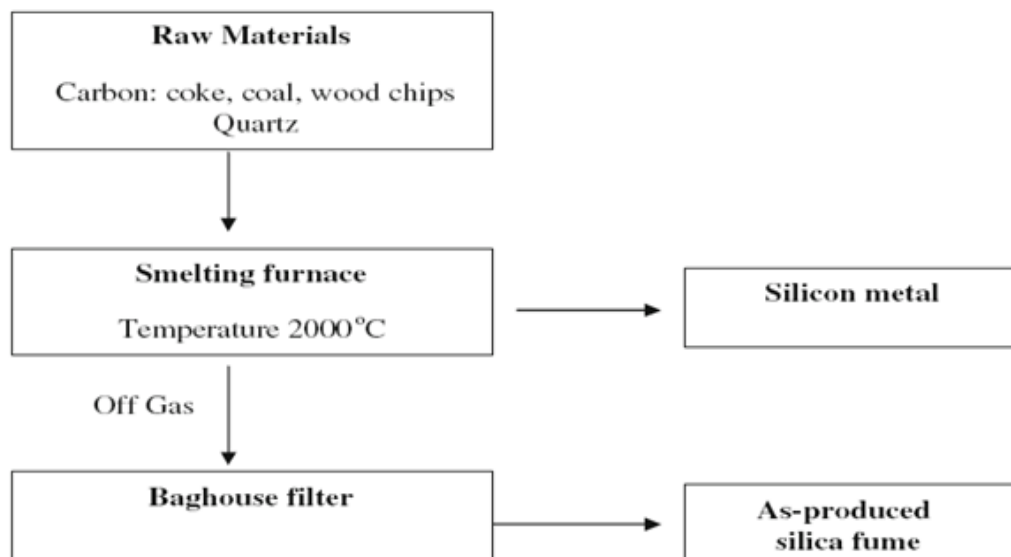 Raw Materials
Carbon: coke, coal, wood chips
Quartz
Smelting furnace
Temperature 2000°C
Silicon metal
Off Gas
Baghouse filter
As-produced
silica fume